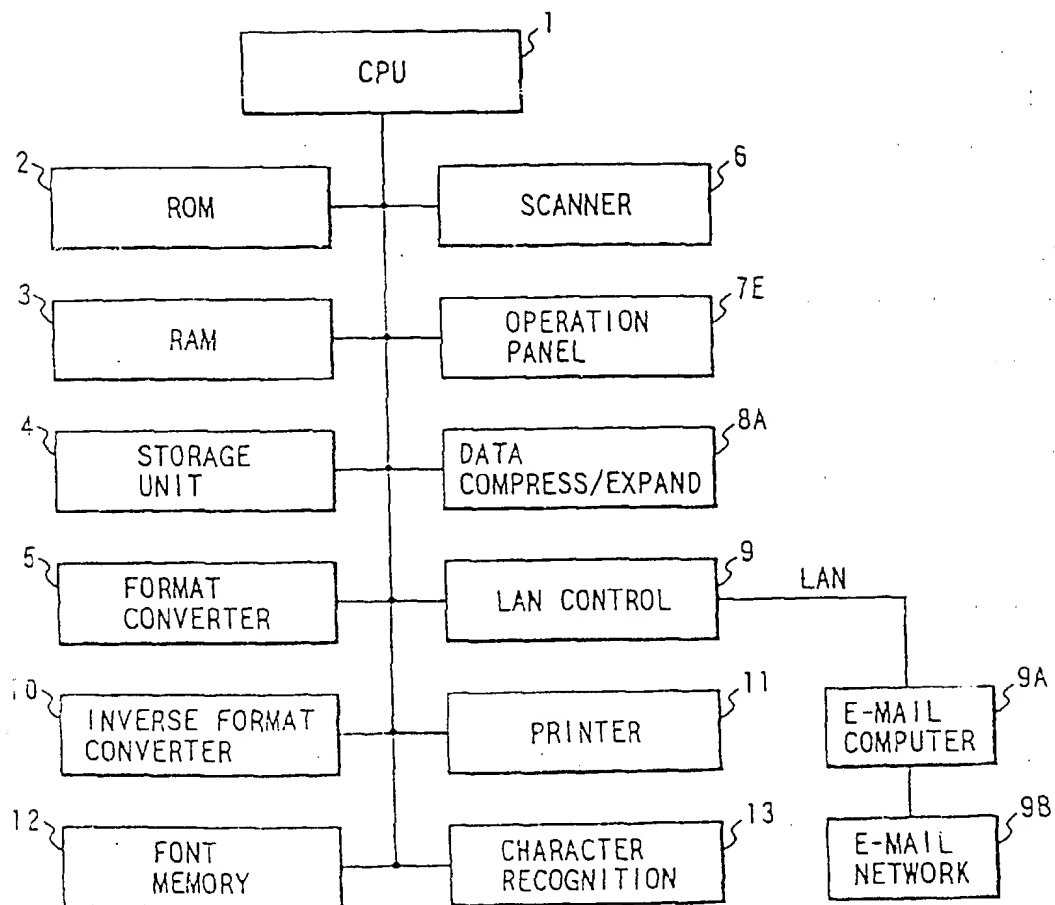 1
CPU
2
ROM
6
SCANNER
3
RAM
7E
OPERATION
PANEL
4
STORAGE
UNIT
8A
DATA
COMPRESS/EXPAND
5
FORMAT
CONVERTER
9
LAN CONTROL
LAN
10
INVERSE FORMAT
CONVERTER
11
PRINTER
9A
E-MAIL
COMPUTER
12
FONT
MEMORY
13
CHARACTER
RECOGNITION
9B
E-MAIL
NETWORK